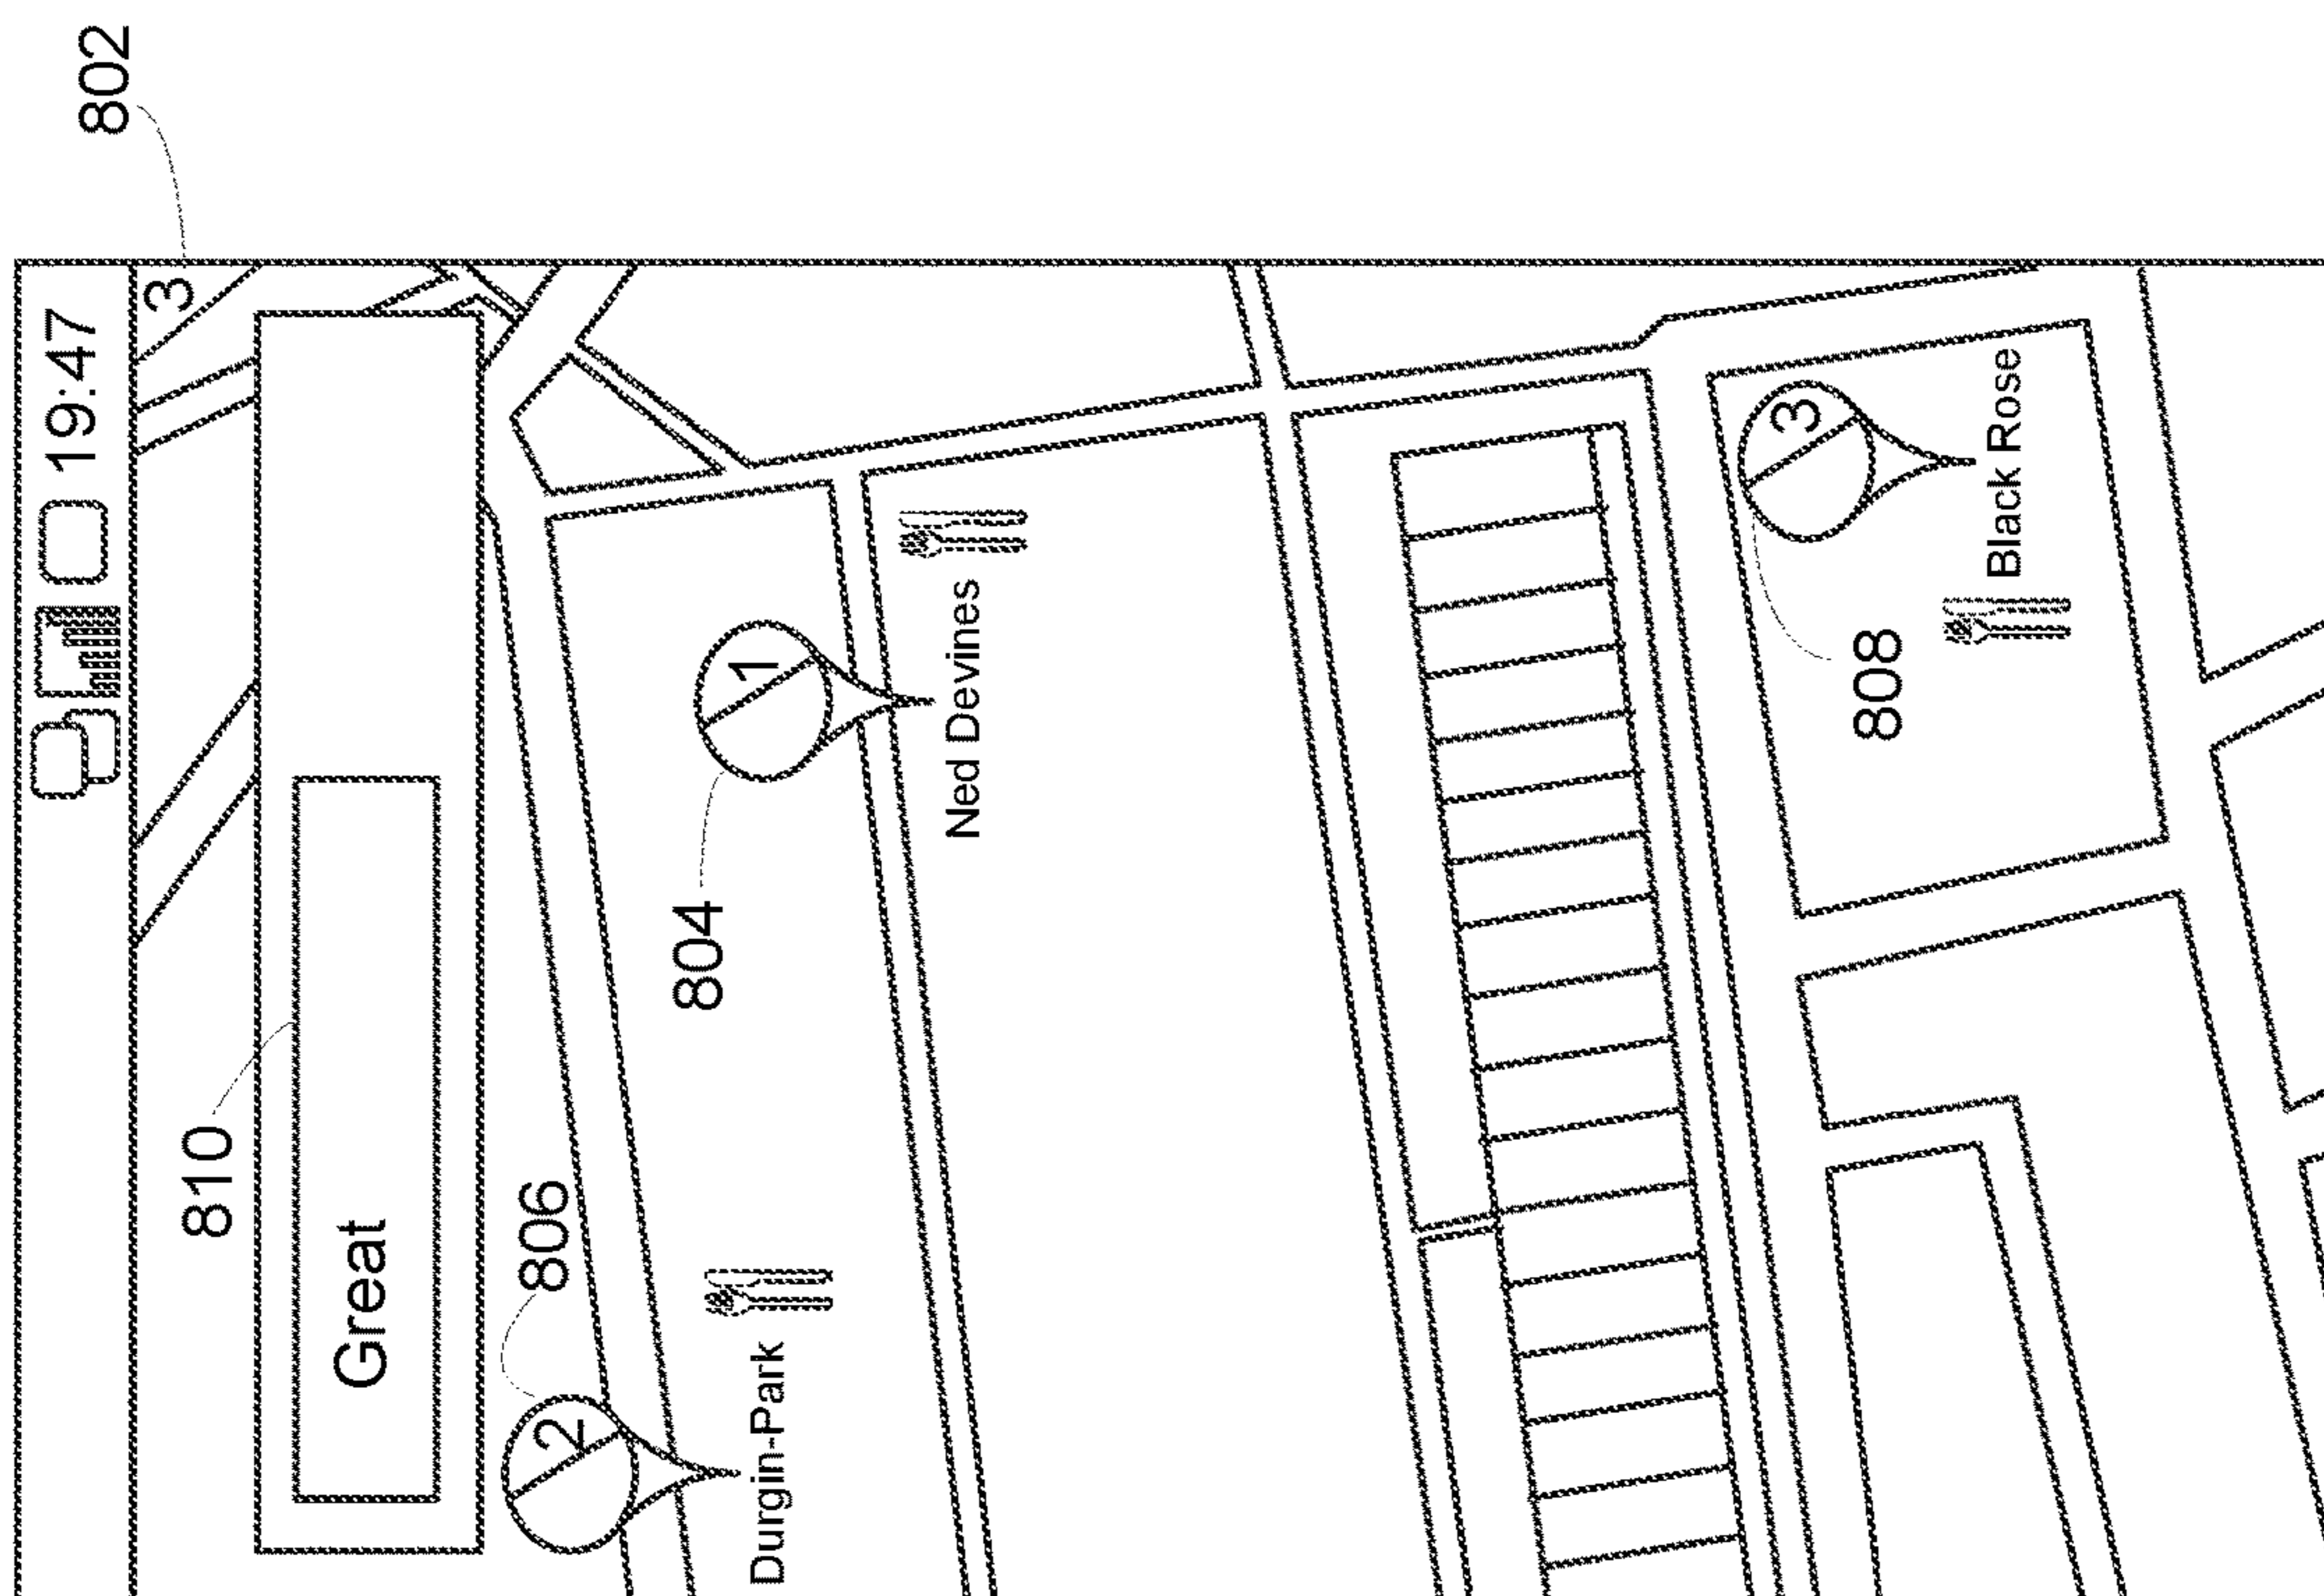 802
19:47
3
810
Great
806
2
Durgin-Park
804
1
Ned Devines
3
808
Black Rose